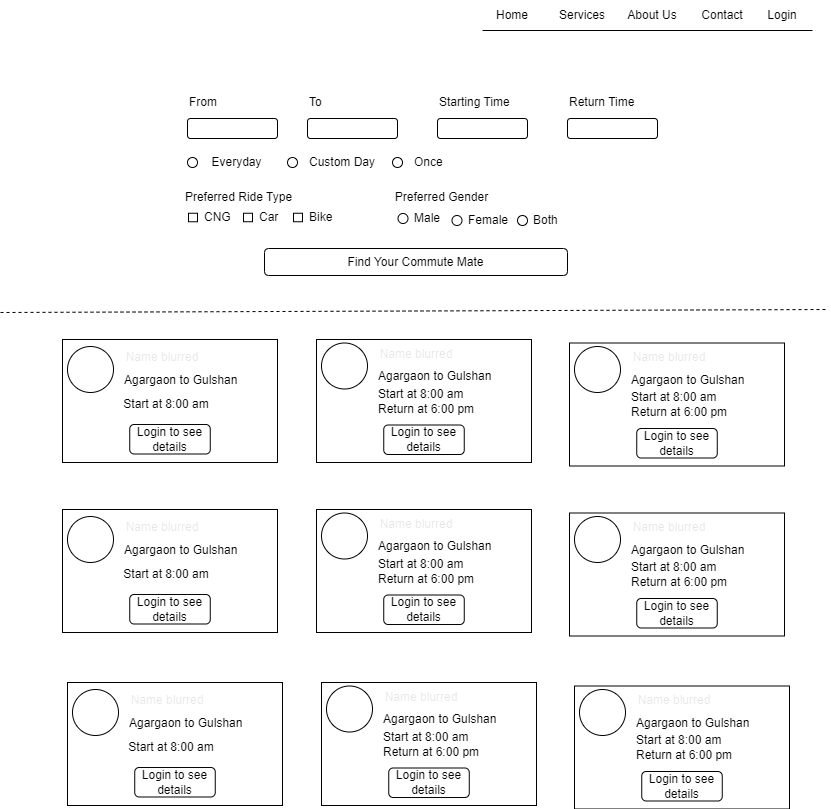 Home Services About Us Contact Login
From To Starting Time Return Time
Everyday Custom Day Once
Preferred Ride Type Preferred Gender
CNG Car Bike Male Female Both
Find Your Commute Mate
Name blurred Name blurred Name blurred
Agargaon to Gulshan Agargaon to Gulshan Agargaon to Gulshan
Start at 8:00 am Start at 8:00 am Start at 8:00 am
Return at 6:00 pm Return at 6:00 pm
Login to see Login to see Login to see
details details details
Name blurred Name blurred Name blurred
Agargaon to Gulshan Agargaon to Gulshan Agargaon to Gulshan
Start at 8:00 am Start at 8:00 am Start at 8:00 am
Return at 6:00 pm Return at 6:00 pm
Login to see Login to see Login to see
details details details
Name blurred Name blurred Name blurred
Agargaon to Gulshan Agargaon to Gulshan Agargaon to Gulshan
Start at 8:00 am Start at 8:00 am Start at 8:00 am
Return at 6:00 pm Return at 6:00 pm
Login to see Login to see Login to see
details details details